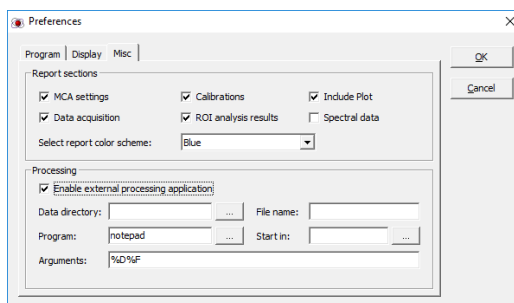 Preferences
Program Display Misc
OK
Cancel
Report sections
MCA settings Calibrations Include Plot
Data acquisition ROI analysis results Spectral data
Select report color scheme: Blue
Processing
Enable external processing application
Data directory: ... File name:
Program: notepad ... Start in: ...
Arguments: %D%F